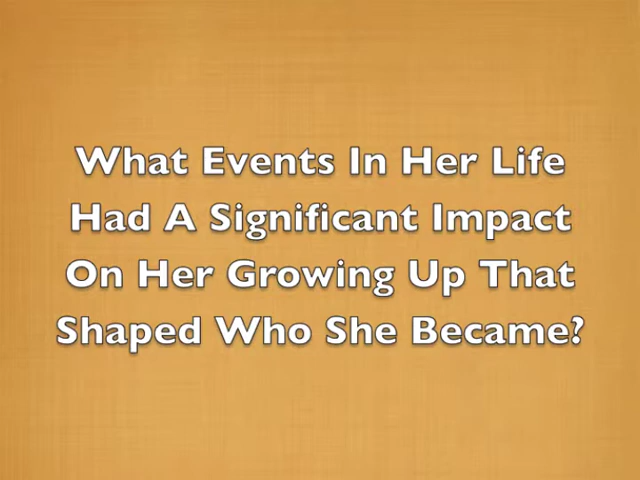 What Events In Her Life
Had A Significant Impact
On Her Growing Up That
Shaped Who She Became?